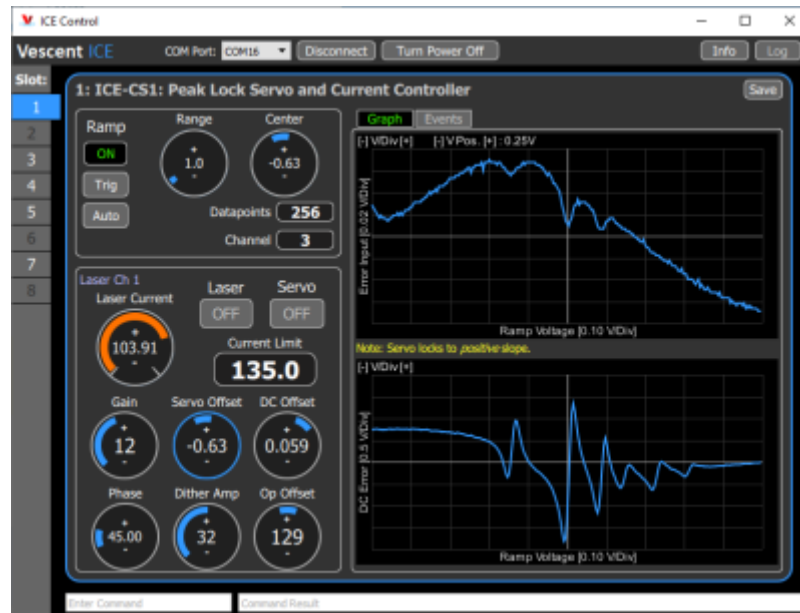 ICE Control
Vescent ICE COM Port: COM16 Disconnect Turn Power Off Info Log
Slot:
1
2
3
4
5
6
7
8
1: ICE-CS1: Peak Lock Servo and Current Controller Save
Ramp Range Center
ON
Trig
Auto
+ 1.0 -
+ -0.63 -
Datapoints 256
Channel 3
Laser Ch 1
Laser Current Laser Servo
OFF OFF
+ 103.91 -
Current Limit
135.0
Gain Servo Offset DC Offset
+ 12 - + -0.63 - + 0.059 -
Phase Dither Amp Op Offset
+ 45.00 - + 32 - + 129 -
Graph Events
[-] V/Div [+] [-] V Pos. [+] : 0.25V
Error Input [0.02 V/Div]
Ramp Voltage [0.10 V/Div]
Note: Servo locks to positive slope.
[-] V/Div [+]
DC Error [0.5 V/Div]
Ramp Voltage [0.10 V/Div]
Enter Command Command Result